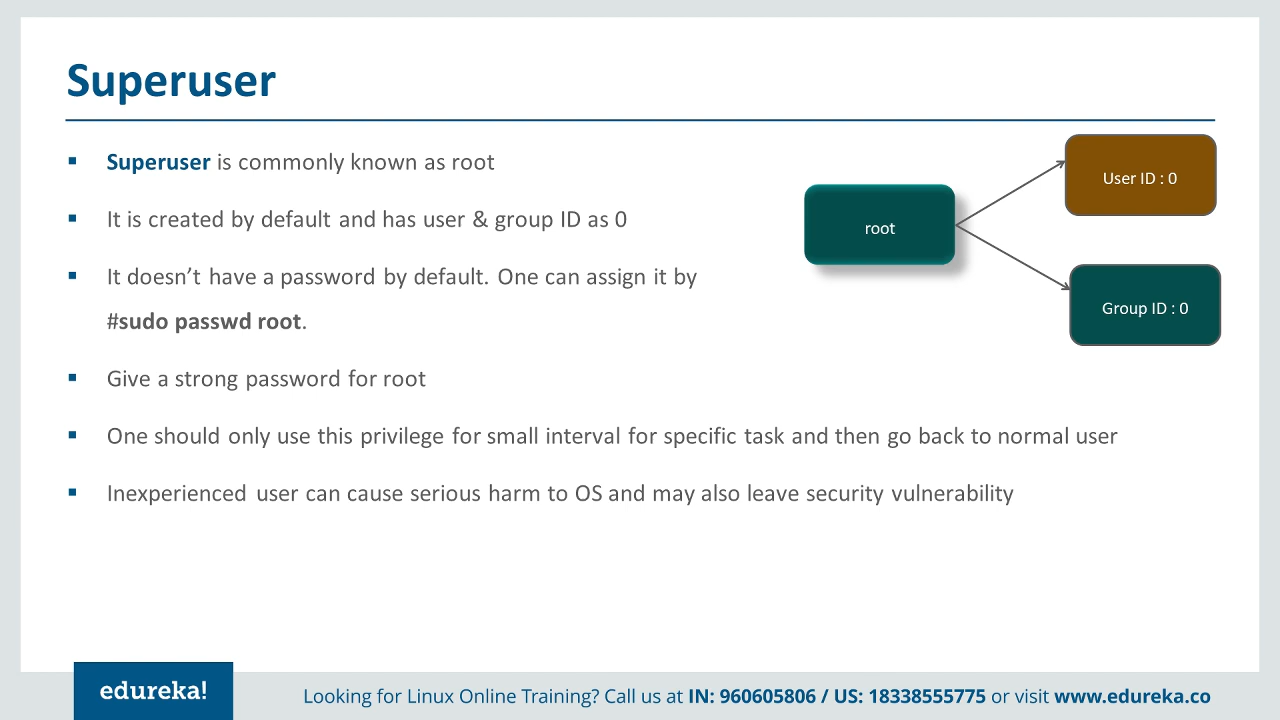 Superuser
Superuser is commonly known as root
It is created by default and has user & group ID as 0
It doesn’t have a password by default. One can assign it by
#sudo passwd root.
Give a strong password for root
One should only use this privilege for small interval for specific task and then go back to normal user
Inexperienced user can cause serious harm to OS and may also leave security vulnerability
root
User ID : 0
Group ID : 0
edureka!
Looking for Linux Online Training? Call us at IN: 960605806 / US: 18338555775 or visit www.edureka.co